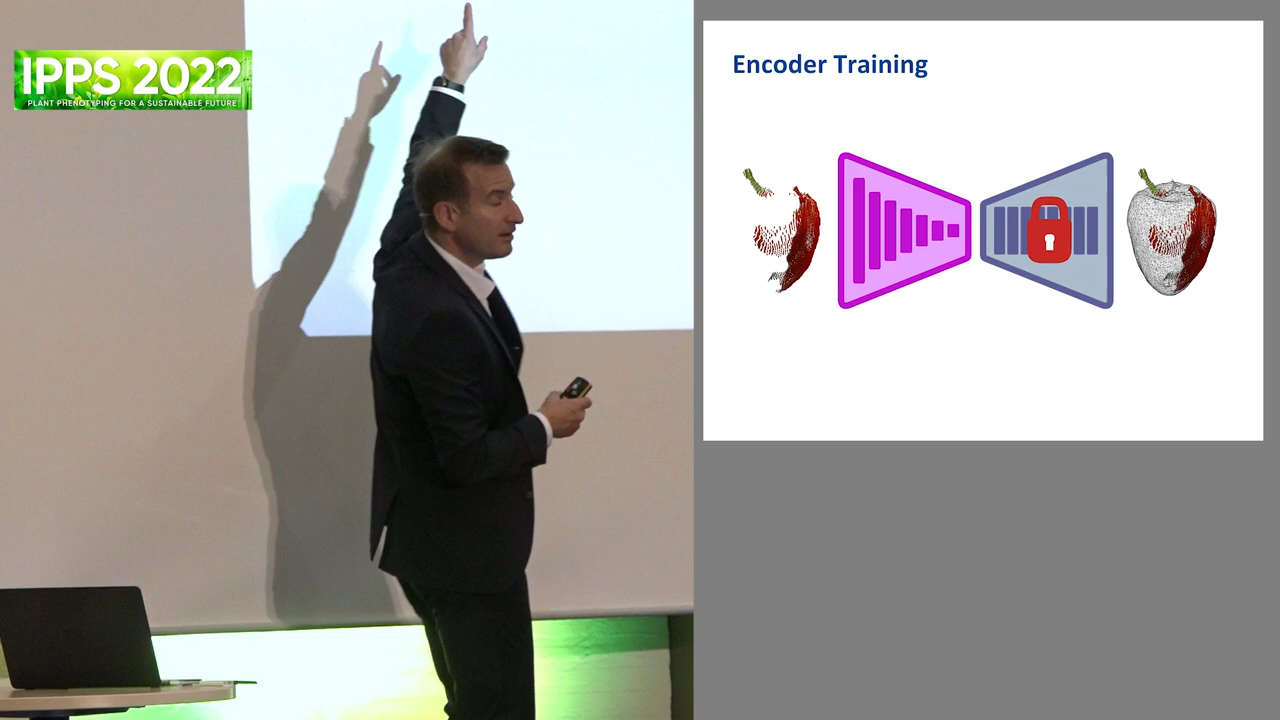 IPPS 2022
PLANT PHENOTYPING FOR A SUSTAINABLE FUTURE
Encoder Training